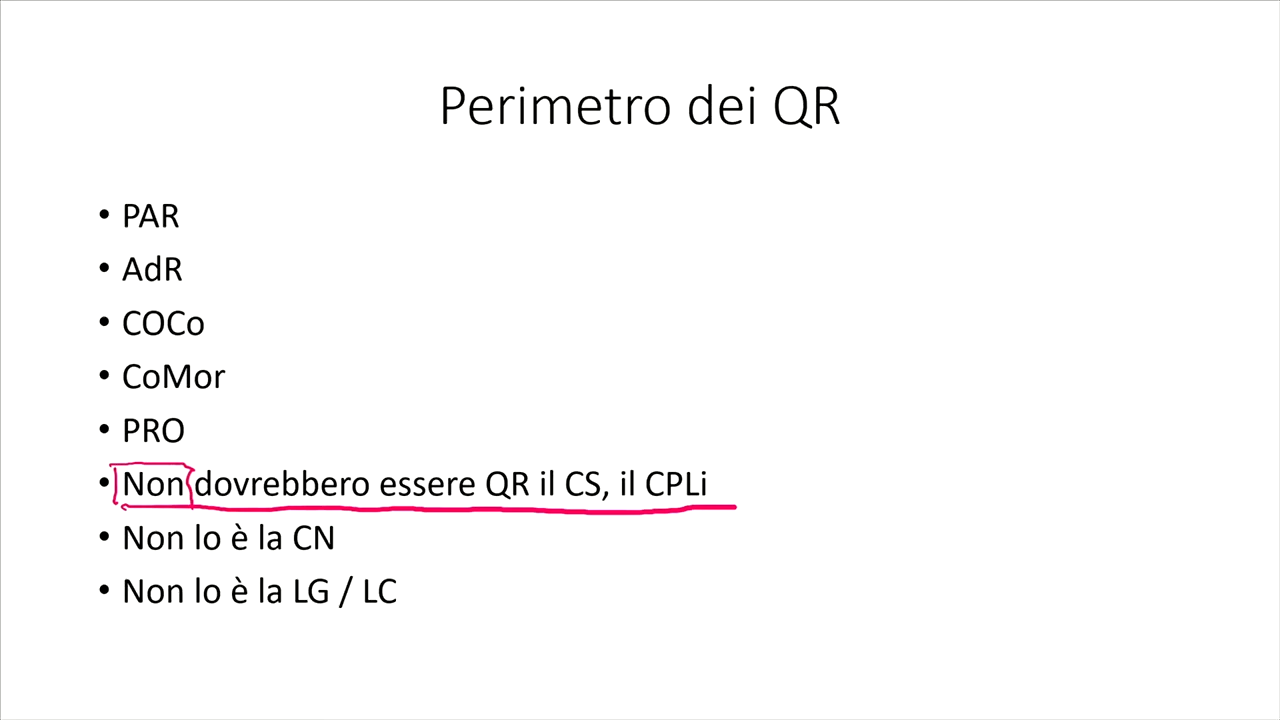 Perimetro dei QR
• PAR
• AdR
• COCo
• CoMor
• PRO
• Non dovrebbero essere QR il CS, il CPLi
• Non lo è la CN
• Non lo è la LG / LC